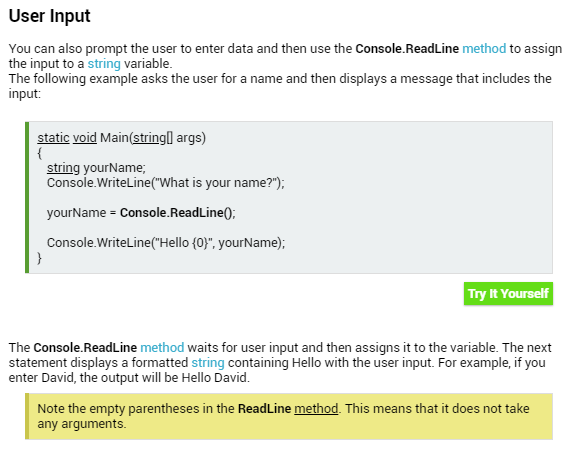 User Input
You can also prompt the user to enter data and then use the Console.ReadLine method to assign
the input to a string variable.
The following example asks the user for a name and then displays a message that includes the
input:
static void Main(string[] args)
{
string yourName;
Console.WriteLine("What is your name?");
yourName = Console.ReadLine();
Console.WriteLine("Hello {0}", yourName);
}
Try It Yourself
The Console.ReadLine method waits for user input and then assigns it to the variable. The next
statement displays a formatted string containing Hello with the user input. For example, if you
enter David, the output will be Hello David.
Note the empty parentheses in the ReadLine method. This means that it does not take
any arguments.